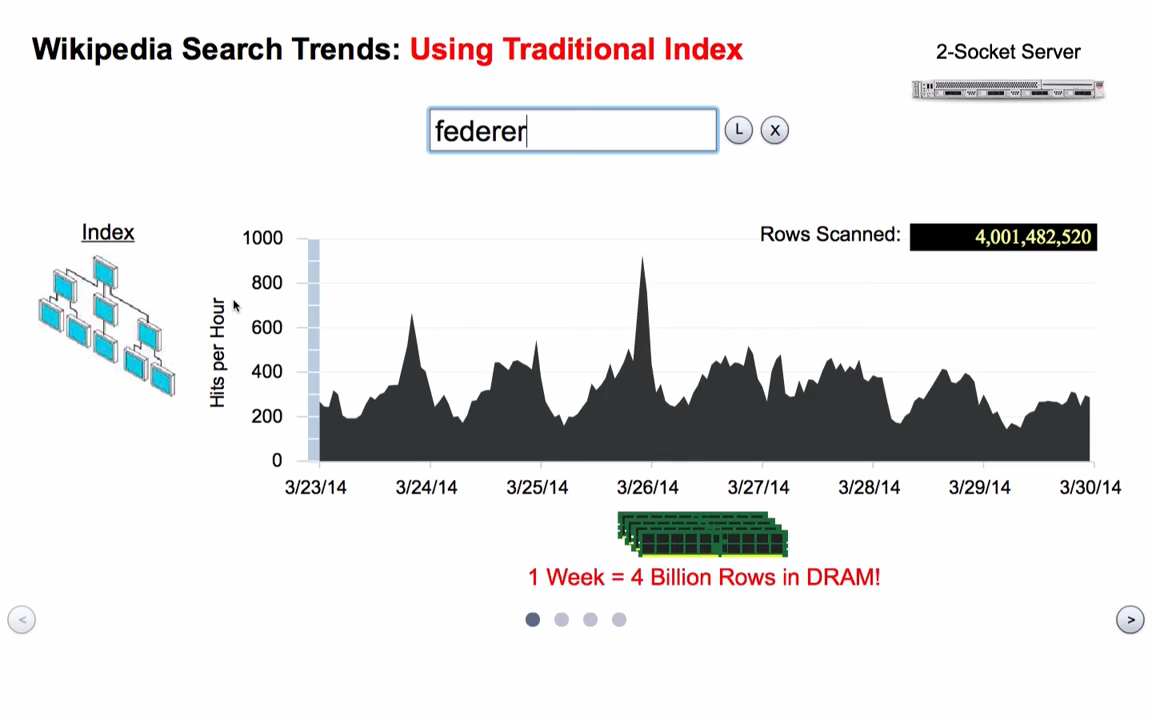 Wikipedia Search Trends: Using Traditional Index
2-Socket Server
federer
L
X
Index
Rows Scanned: 4,001,482,520
Hits per Hour
1000
800
600
400
200
0
3/23/14 3/24/14 3/25/14 3/26/14 3/27/14 3/28/14 3/29/14 3/30/14
1 Week = 4 Billion Rows in DRAM!
<
>